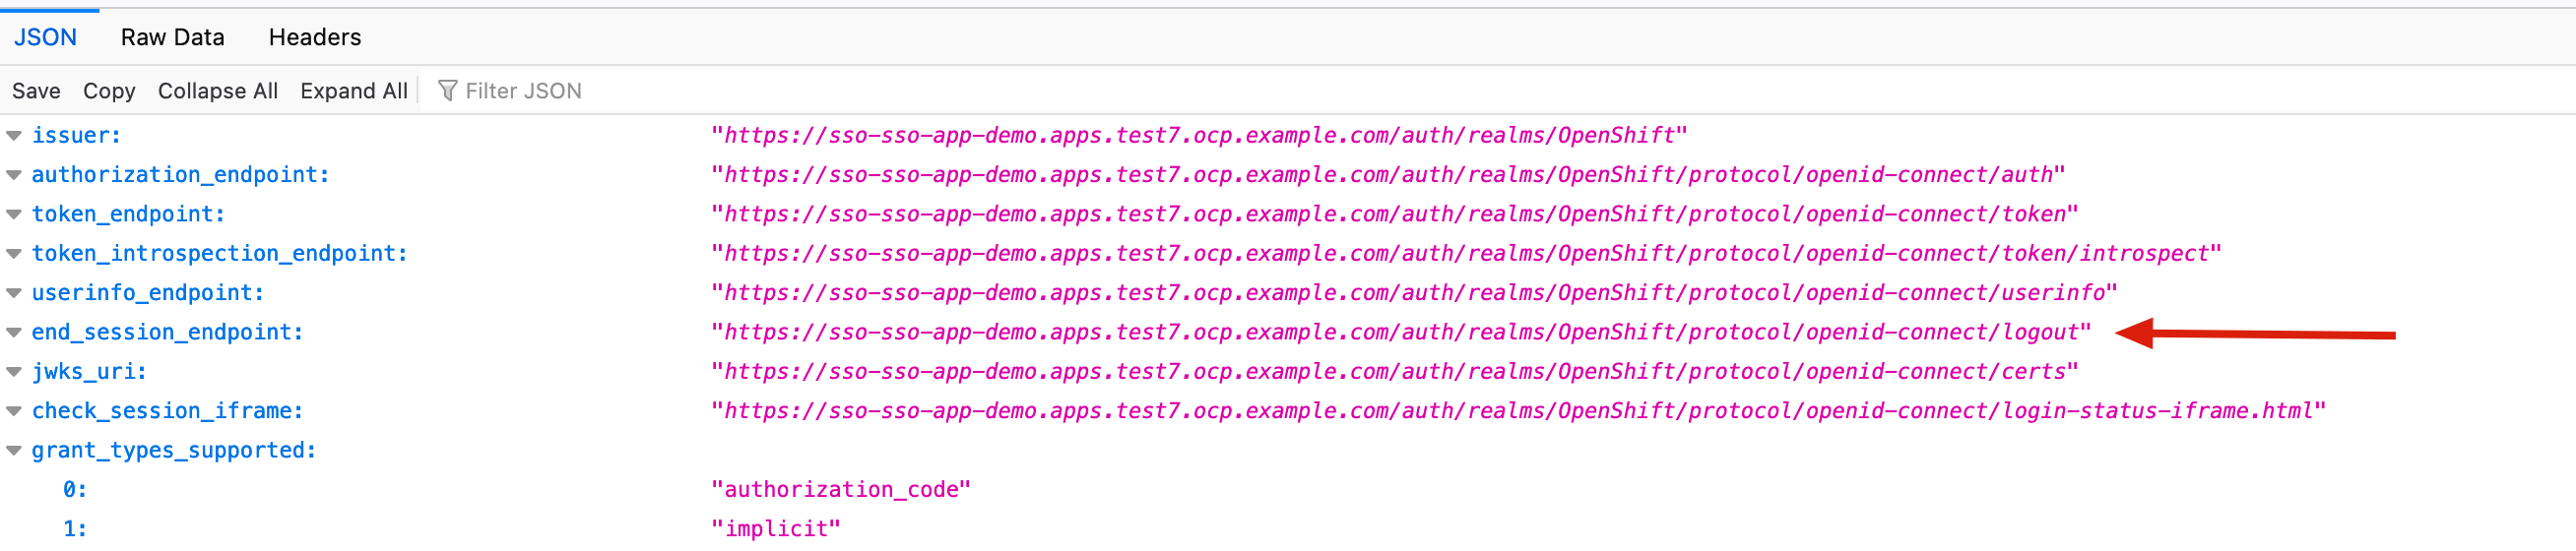 JSON Raw Data Headers
Save Copy Collapse All Expand All Filter JSON
issuer: "https://sso-sso-app-demo.apps.test7.ocp.example.com/auth/realms/OpenShift"
authorization_endpoint: "https://sso-sso-app-demo.apps.test7.ocp.example.com/auth/realms/OpenShift/protocol/openid-connect/auth"
token_endpoint: "https://sso-sso-app-demo.apps.test7.ocp.example.com/auth/realms/OpenShift/protocol/openid-connect/token"
token_introspection_endpoint: "https://sso-sso-app-demo.apps.test7.ocp.example.com/auth/realms/OpenShift/protocol/openid-connect/token/introspect"
userinfo_endpoint: "https://sso-sso-app-demo.apps.test7.ocp.example.com/auth/realms/OpenShift/protocol/openid-connect/userinfo"
end_session_endpoint: "https://sso-sso-app-demo.apps.test7.ocp.example.com/auth/realms/OpenShift/protocol/openid-connect/logout"
jwks_uri: "https://sso-sso-app-demo.apps.test7.ocp.example.com/auth/realms/OpenShift/protocol/openid-connect/certs"
check_session_iframe: "https://sso-sso-app-demo.apps.test7.ocp.example.com/auth/realms/OpenShift/protocol/openid-connect/login-status-iframe.html"
grant_types_supported:
0: "authorization_code"
1: "implicit"